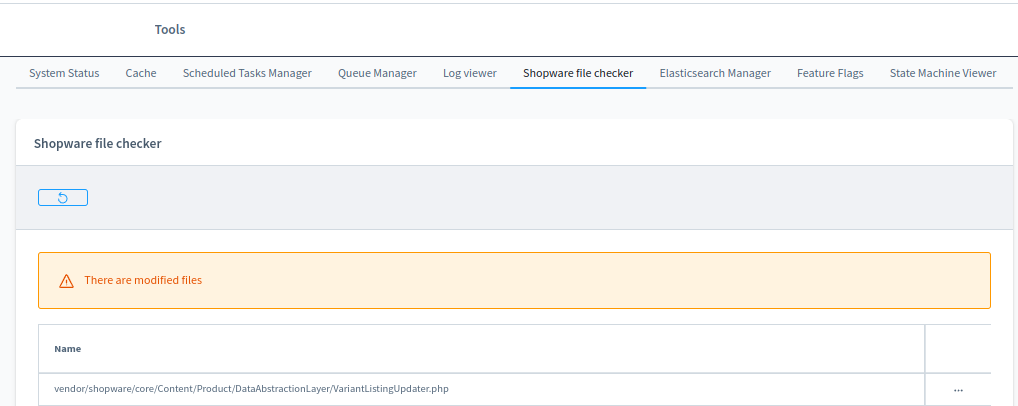 Tools
System Status Cache Scheduled Tasks Manager Queue Manager Log viewer Shopware file checker Elasticsearch Manager Feature Flags State Machine Viewer
Shopware file checker
There are modified files
Name
vendor/shopware/core/Content/Product/DataAbstractionLayer/VariantListingUpdater.php ...